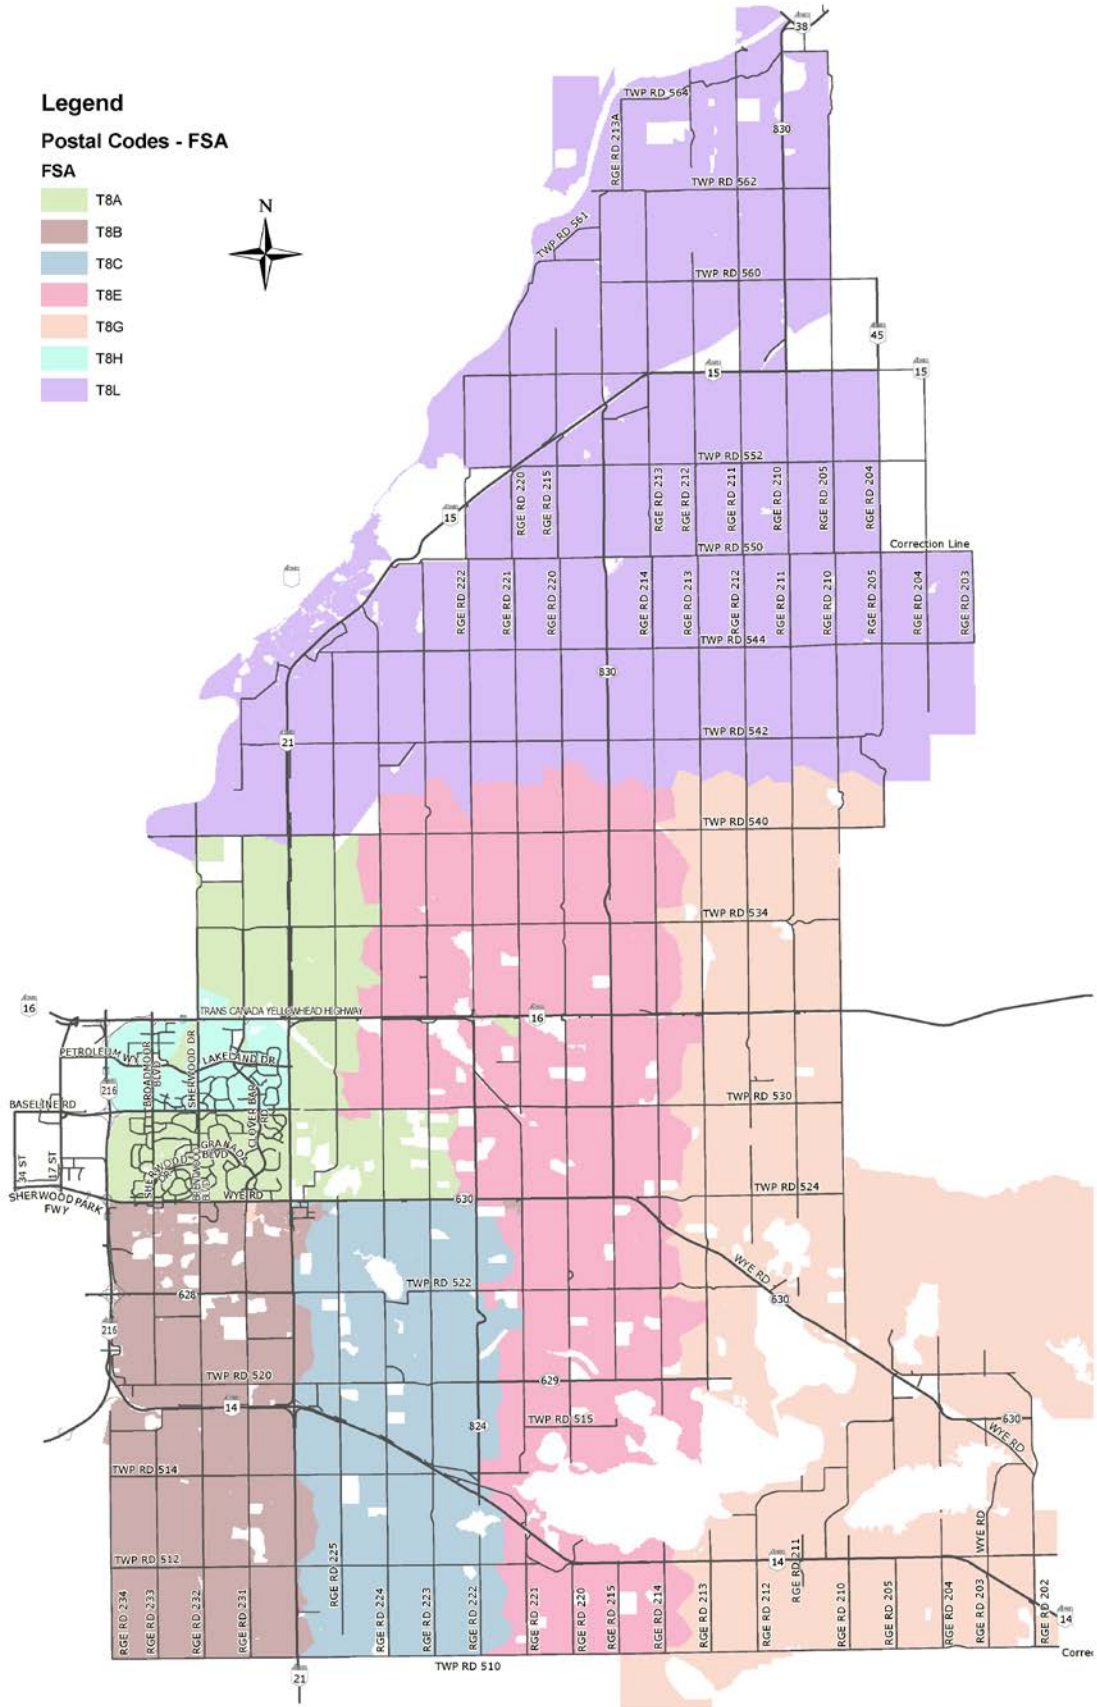 38
Legend
Postal Codes - FSA
FSA
T8A
T8B
T8C
T8E
T8G
T8H
T8L
N
TWP RD 564
RGE RD 213A
830
TWP RD 562
TWP RD 561
TWP RD 560
45
15
15
TWP RD 552
RGE RD 220
RGE RD 215
RGE RD 213
RGE RD 212
RGE RD 211
RGE RD 210
RGE RD 205
RGE RD 204
15
TWP RD 550
Correction Line
RGE RD 222
RGE RD 221
RGE RD 220
RGE RD 214
RGE RD 213
RGE RD 212
RGE RD 211
RGE RD 210
RGE RD 205
RGE RD 204
RGE RD 203
TWP RD 544
830
21
TWP RD 542
TWP RD 540
TWP RD 534
16
TRANS CANADA YELLOWHEAD HIGHWAY
16
PETROLEUM WY
BROADMOOR BLVD
SHERWOOD DR
LAKELAND DR
216
BASELINE RD
CLOVER BAR RD
TWP RD 530
34 ST
17 ST
SHERWOOD DR
GRANADA BLVD
SHERWOOD PARK FWY
WYE RD
630
TWP RD 524
WYE RD
TWP RD 522
628
630
216
TWP RD 520
629
14
824
TWP RD 515
630
WYE RD
TWP RD 514
WYE RD
TWP RD 512
14
RGE RD 225
RGE RD 211
RGE RD 234
RGE RD 233
RGE RD 232
RGE RD 231
RGE RD 224
RGE RD 223
RGE RD 222
RGE RD 221
RGE RD 220
RGE RD 215
RGE RD 214
RGE RD 213
RGE RD 212
RGE RD 210
RGE RD 205
RGE RD 204
RGE RD 203
RGE RD 202
14
TWP RD 510
Correc
21